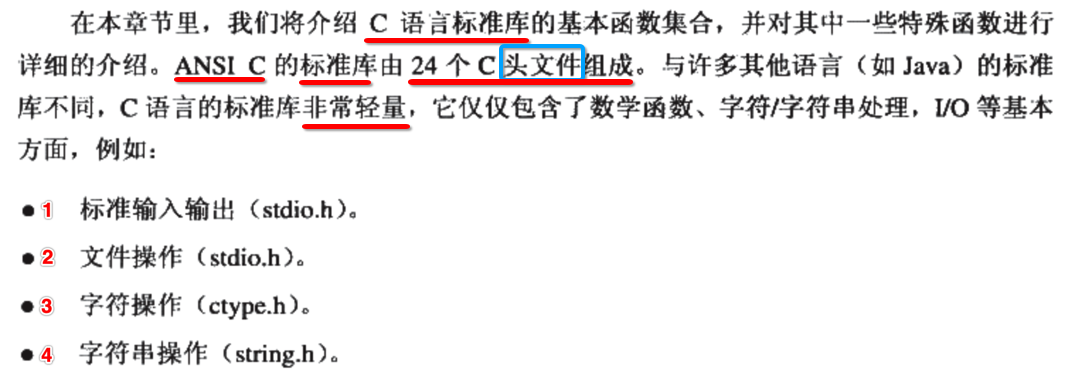 在本章节里，我们将介绍 C 语言标准库的基本函数集合，并对其中一些特殊函数进行
详细的介绍。ANSI C 的标准库由 24 个 C 头文件组成。与许多其他语言（如 Java）的标准
库不同，C 语言的标准库非常轻量，它仅仅包含了数学函数、字符/字符串处理，I/O 等基本
方面，例如：
● 1 标准输入输出（stdio.h）。
● 2 文件操作（stdio.h）。
● 3 字符操作（ctype.h）。
● 4 字符串操作（string.h）。